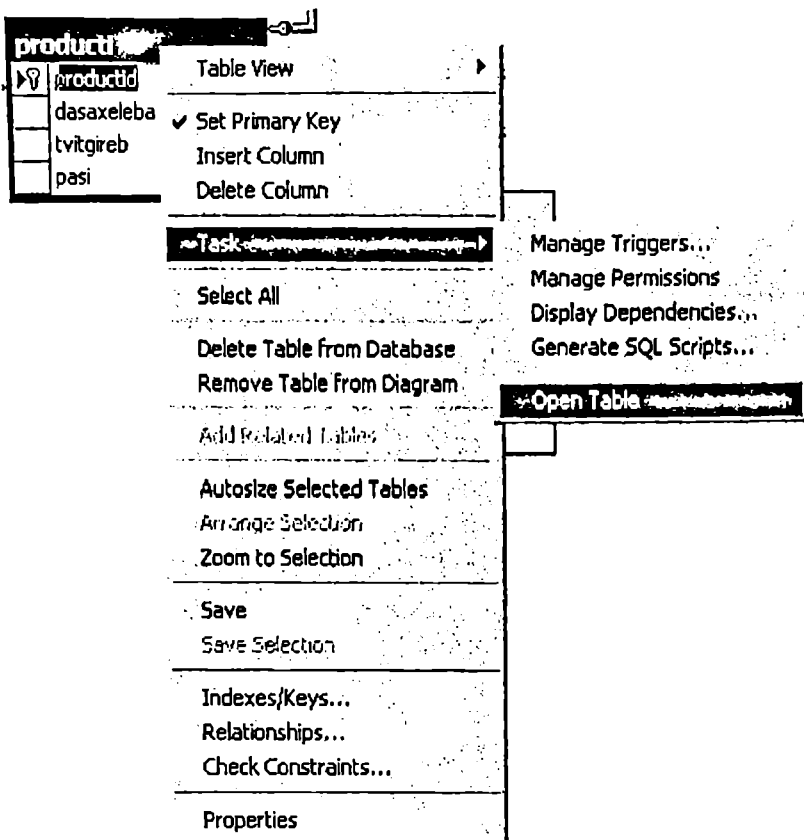 producti
productid
dasaxeleba
tvitgireb
pasi
Table View
Set Primary Key
Insert Column
Delete Column
Task
Select All
Delete Table from Database
Remove Table from Diagram
Add Related Tables
Autosize Selected Tables
Arrange Selection
Zoom to Selection
Save
Save Selection
Indexes/Keys...
Relationships...
Check Constraints...
Properties
Manage Triggers...
Manage Permissions
Display Dependencies...
Generate SQL Scripts...
Open Table